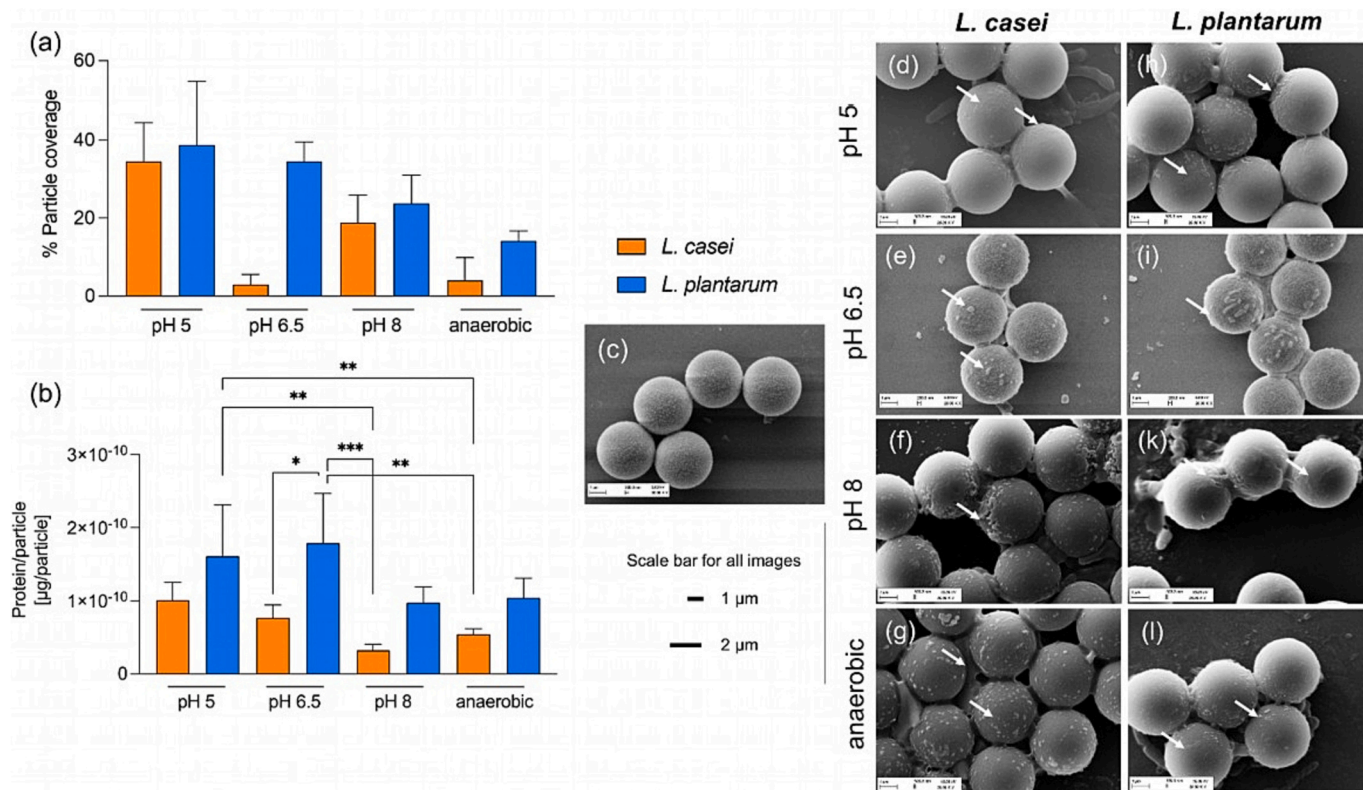 (a)
60
40
20
0
% Particle coverage
pH 5
pH 6.5
pH 8
anaerobic
L. casei
L. plantarum
(b)
**
**
*
***
**
3×10-10
2×10-10
1×10-10
0
Protein/particle
[µg/particle]
pH 5
pH 6.5
pH 8
anaerobic
(c)
Scale bar for all images
1 µm
2 µm
L. casei
L. plantarum
pH 5
(d)
(h)
pH 6.5
(e)
(i)
pH 8
(f)
(k)
anaerobic
(g)
(l)